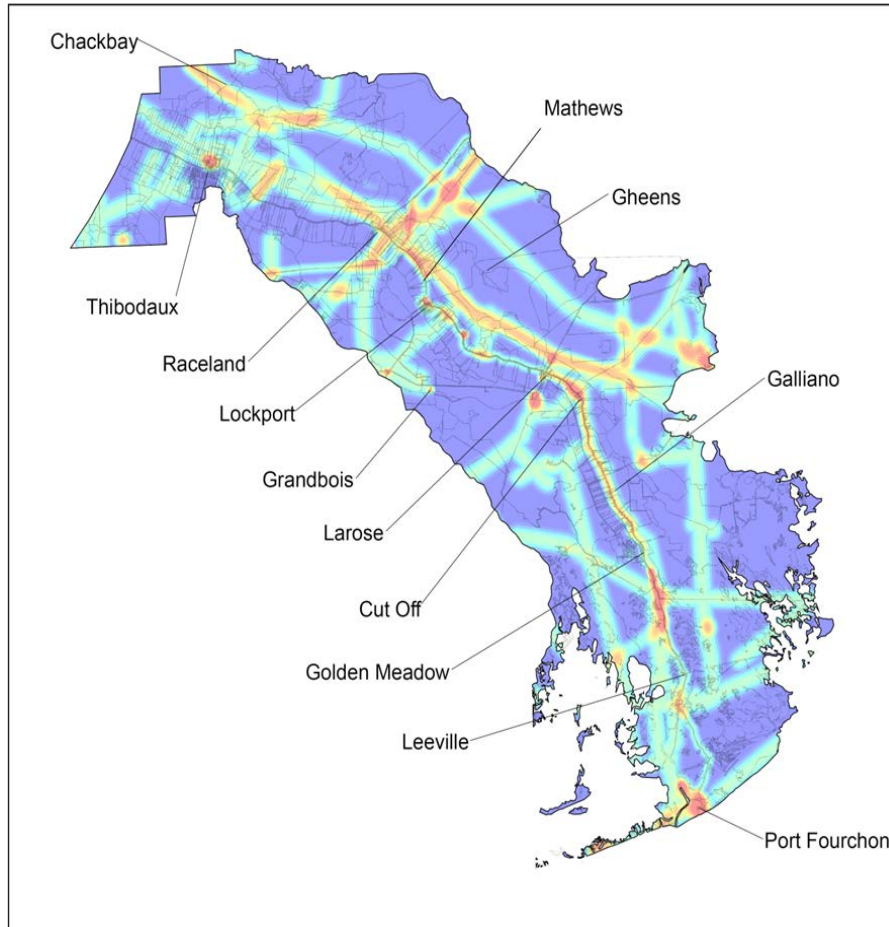 Chackbay
Mathews
Gheens
Thibodaux
Raceland
Galliano
Lockport
Grandbois
Larose
Cut Off
Golden Meadow
Leeville
Port Fourchon